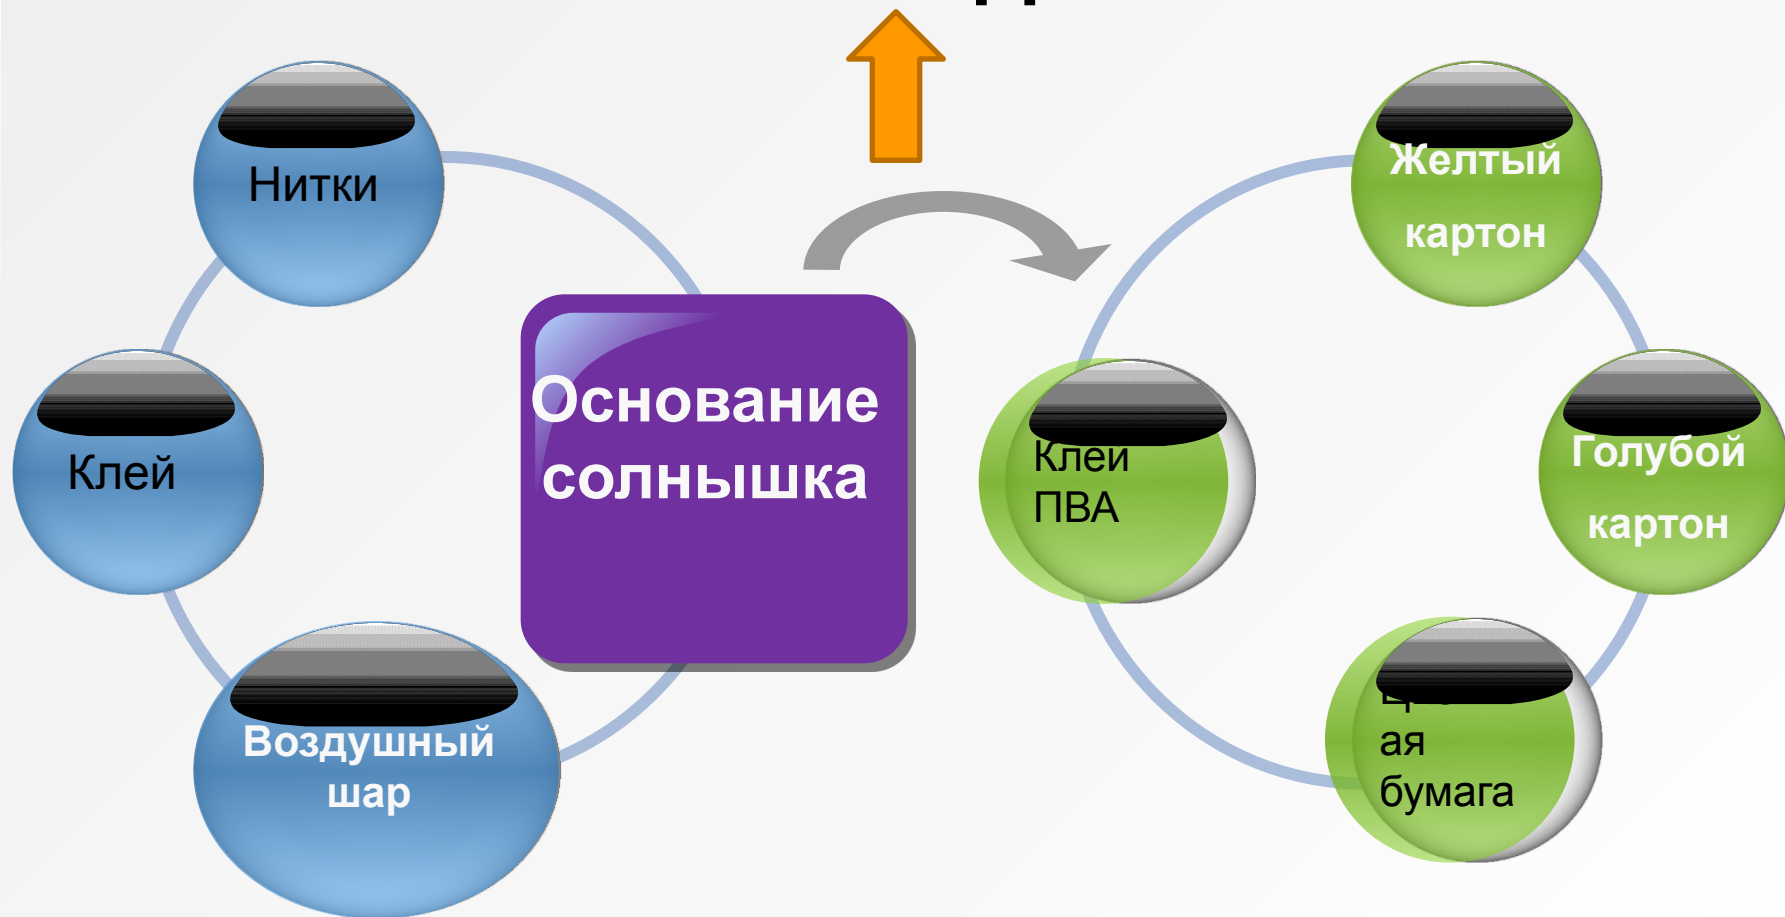 Нитки
Клей
Воздушный
шар
Основание
солнышка
Желтый
картон
Клей
ПВА
Голубой
картон
ая
бумага